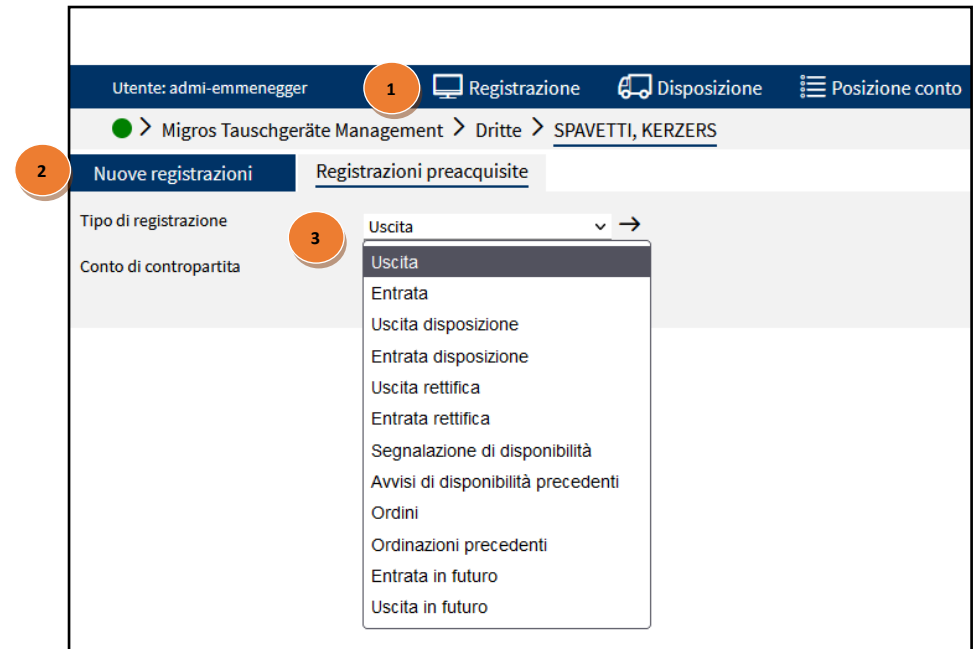 Utente: admi-emmenegger 1 Registrazione Disposizione Posizione conto
> Migros Tauschgeräte Management > Dritte > SPAVETTI, KERZERS
2 Nuove registrazioni Registrazioni preacquisite
Tipo di registrazione 3 Uscita →
Conto di contropartita
Uscita
Entrata
Uscita disposizione
Entrata disposizione
Uscita rettifica
Entrata rettifica
Segnalazione di disponibilità
Avvisi di disponibilità precedenti
Ordini
Ordinazioni precedenti
Entrata in futuro
Uscita in futuro